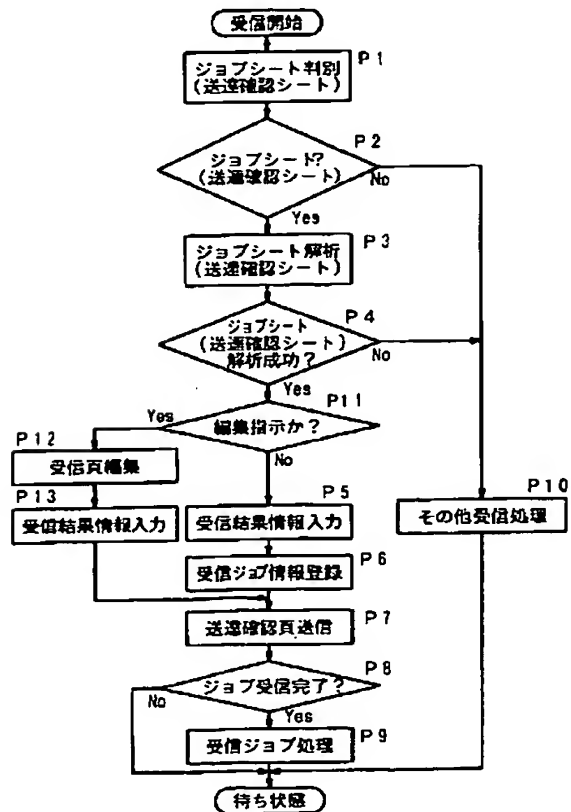 受信開始
P1
ジョブシート判別
(送達確認シート)
P2
ジョブシート?
(送達確認シート)
No
Yes
P3
ジョブシート解析
(送達確認シート)
P4
ジョブシート
(送達確認シート)
解析成功?
No
Yes
P11
編集指示か?
Yes
No
P12
受信頁編集
P13
受信結果情報入力
P5
受信結果情報入力
P10
その他受信処理
P6
受信ジョブ情報登録
P7
送達確認頁送信
P8
ジョブ受信完了?
No
Yes
P9
受信ジョブ処理
待ち状態